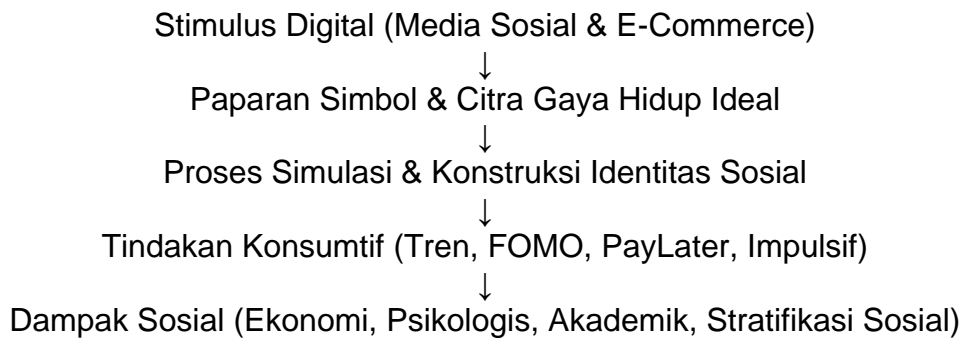 Stimulus Digital (Media Sosial & E-Commerce)
↓
Paparan Simbol & Citra Gaya Hidup Ideal
↓
Proses Simulasi & Konstruksi Identitas Sosial
↓
Tindakan Konsumtif (Tren, FOMO, PayLater, Impulsif)
↓
Dampak Sosial (Ekonomi, Psikologis, Akademik, Stratifikasi Sosial)